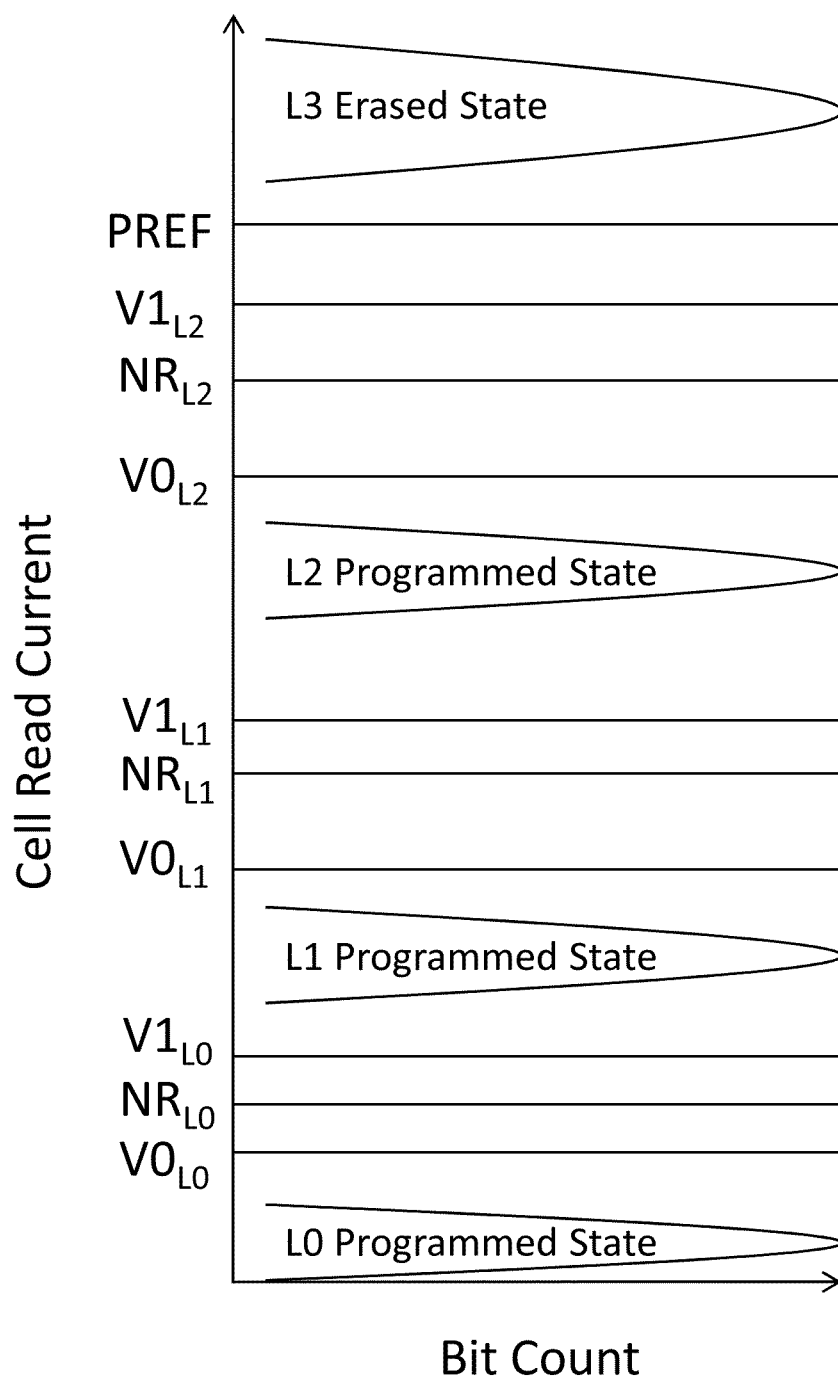 L3 Erased State
PREF
V1L2
NRL2
V0L2
L2 Programmed State
V1L1
NRL1
V0L1
L1 Programmed State
V1L0
NRL0
V0L0
L0 Programmed State
Cell Read Current
Bit Count